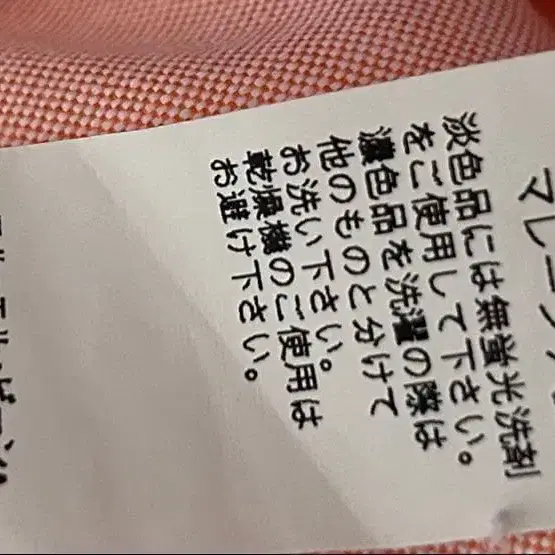 淡色品には無蛍光洗剤
をご使用して下さい。
濃色品を洗濯の際は
他のものと分けて
お洗い下さい。
乾燥機のご使用は
お避け下さい。